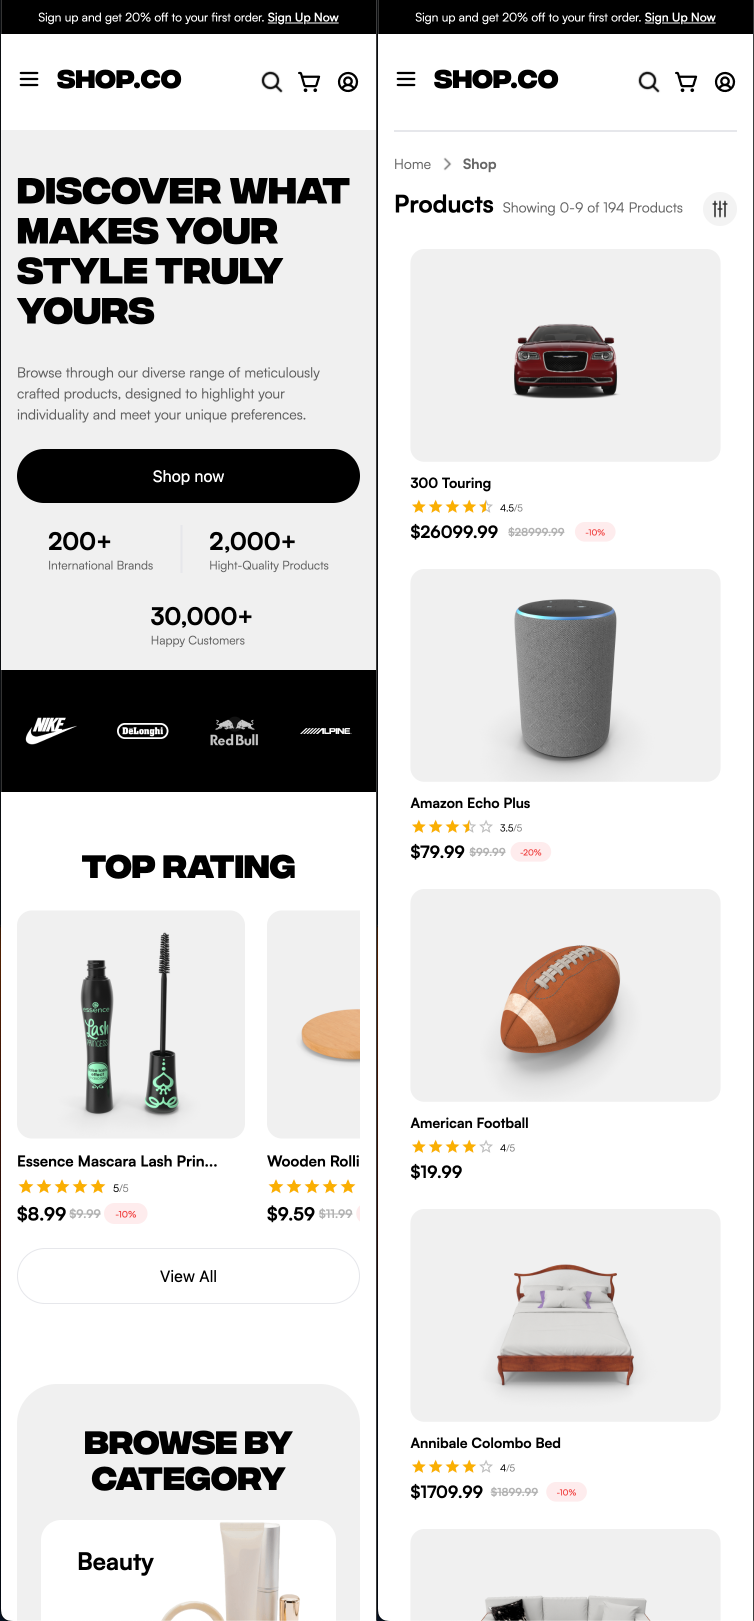 Sign up and get 20% off to your first order. Sign Up Now
SHOP.CO
DISCOVER WHAT
MAKES YOUR
STYLE TRULY
YOURS
Browse through our diverse range of meticulously
crafted products, designed to highlight your
individuality and meet your unique preferences.
Shop now
200+
International Brands
2,000+
Hight-Quality Products
30,000+
Happy Customers
NIKE
DeLonghi
Red Bull
ALPINE
TOP RATING
essence
Lash
PRINCESS
Essence Mascara Lash Prin...
5/5
$8.99 $9.99 -10%
Wooden Rolli
$9.59 $11.99
View All
BROWSE BY
CATEGORY
Beauty
Sign up and get 20% off to your first order. Sign Up Now
SHOP.CO
Home > Shop
Products Showing 0-9 of 194 Products
300 Touring
4.5/5
$26099.99 $28999.99 -10%
Amazon Echo Plus
3.5/5
$79.99 $99.99 -20%
American Football
4/5
$19.99
Annibale Colombo Bed
4/5
$1709.99 $1899.99 -10%